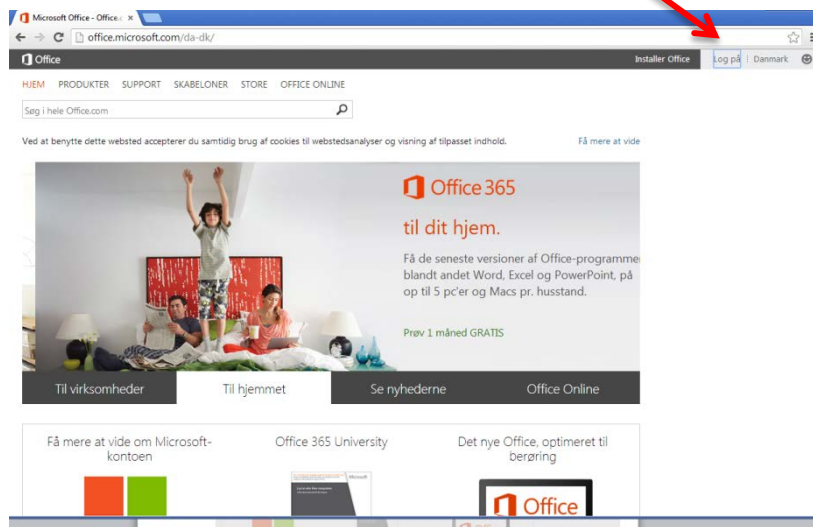 Microsoft Office - Office.c
office.microsoft.com/da-dk/
Office
Installer Office
Log på | Danmark
HJEM PRODUKTER SUPPORT SKABELONER STORE OFFICE ONLINE
Søg i hele Office.com
Ved at benytte dette websted accepterer du samtidig brug af cookies til webstedsanalyser og visning af tilpasset indhold.
Få mere at vide
Office 365
til dit hjem.
Få de seneste versioner af Office-programmer
blandt andet Word, Excel og PowerPoint, på
op til 5 pc'er og Macs pr. husstand.
Prøv 1 måned GRATIS
Til virksomheder
Til hjemmet
Se nyhederne
Office Online
Få mere at vide om Microsoft-
kontoen
Office 365 University
Det nye Office, optimeret til
berøring
Microsoft
Office